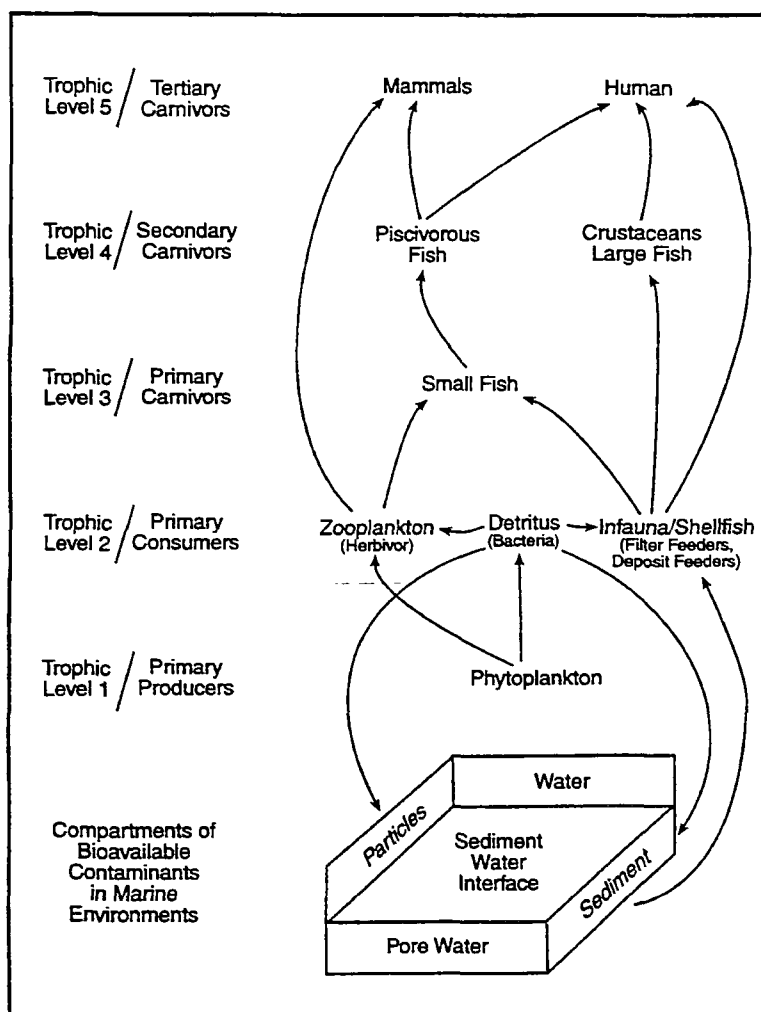 Trophic Level 5 / Tertiary Carnivors
Mammals
Human
Trophic Level 4 / Secondary Carnivors
Piscivorous
Fish
Crustaceans
Large Fish
Trophic Level 3 / Primary Carnivors
Small Fish
Trophic Level 2 / Primary Consumers
Zooplankton
(Herbivor)
Detritus
(Bacteria)
Infauna/Shellfish
(Filter Feeders,
Deposit Feeders)
Trophic Level 1 / Primary Producers
Phytoplankton
Compartments of
Bioavailable
Contaminants
in Marine
Environments
Water
Particles
Sediment
Water
Interface
Sediment
Pore Water